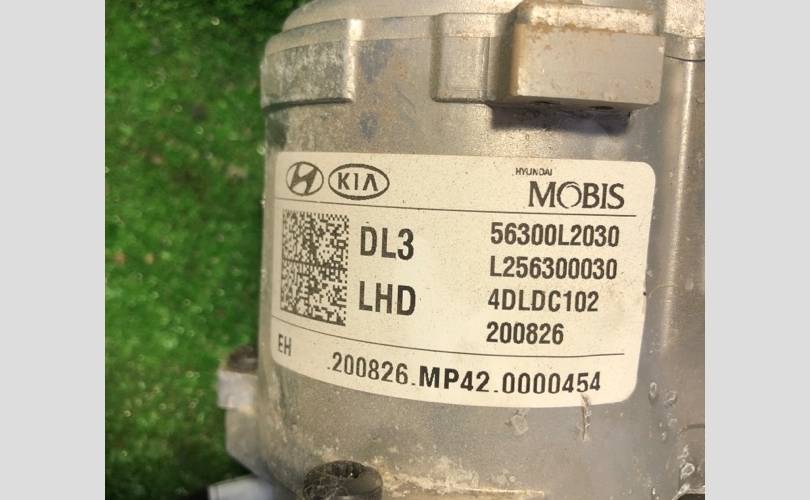 KIA
HYUNDAI
MOBIS
DL3
LHD
56300L2030
L256300030
4DLDC102
200826
EH
.200826.MP42.0000454